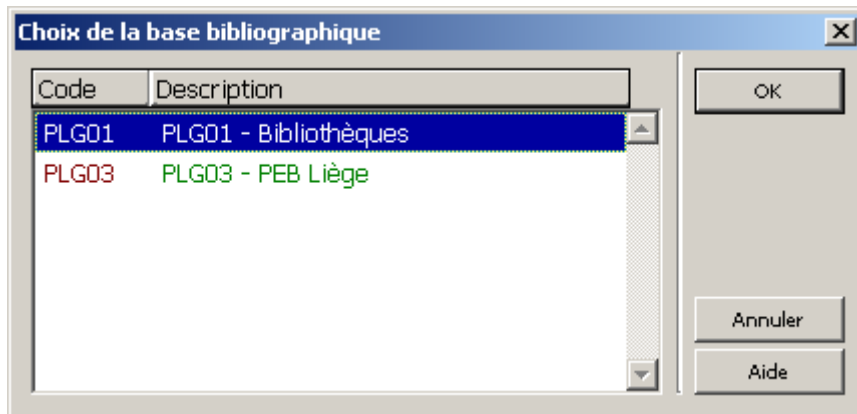 Choix de la base bibliographique
Code Description
PLG01 PLG01 - Bibliothèques
PLG03 PLG03 - PEB Liège
OK
Annuler
Aide